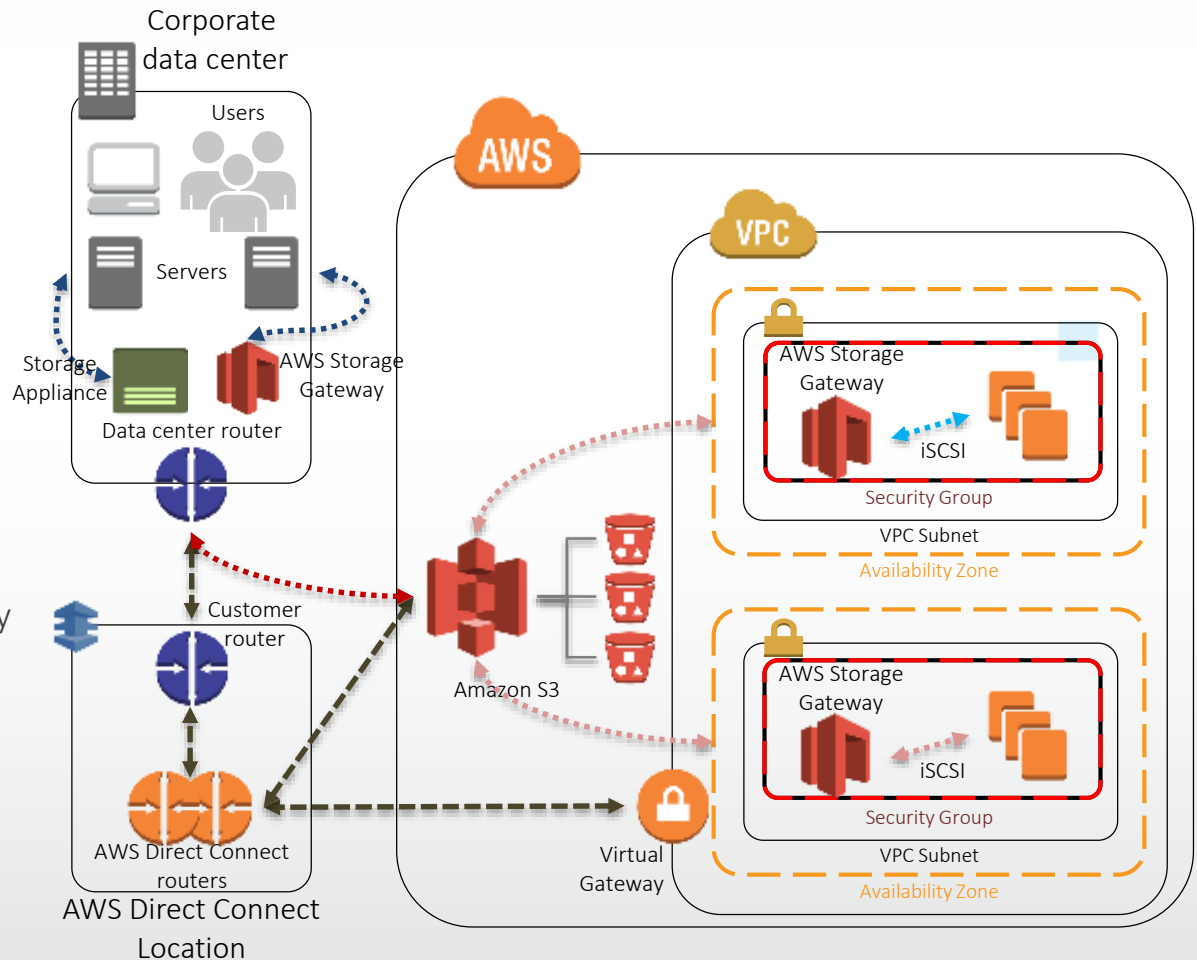 Corporate
data center
Users
Servers
Storage
Appliance
AWS Storage
Gateway
Data center router
Customer
router
y
AWS Direct Connect
routers
AWS Direct Connect
Location
AWS
VPC
Amazon S3
Virtual
Gateway
AWS Storage
Gateway
iSCSI
Security Group
VPC Subnet
Availability Zone
AWS Storage
Gateway
iSCSI
Security Group
VPC Subnet
Availability Zone